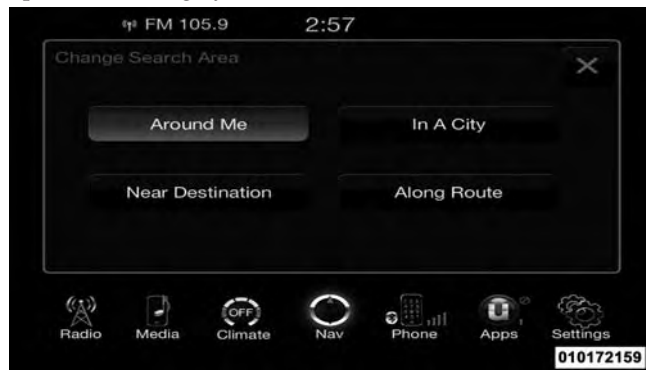 FM 105.9 2:57
Change Search Area
Around Me In A City
Near Destination Along Route
OFF
Radio Media Climate Nav Phone Apps Settings
010172159